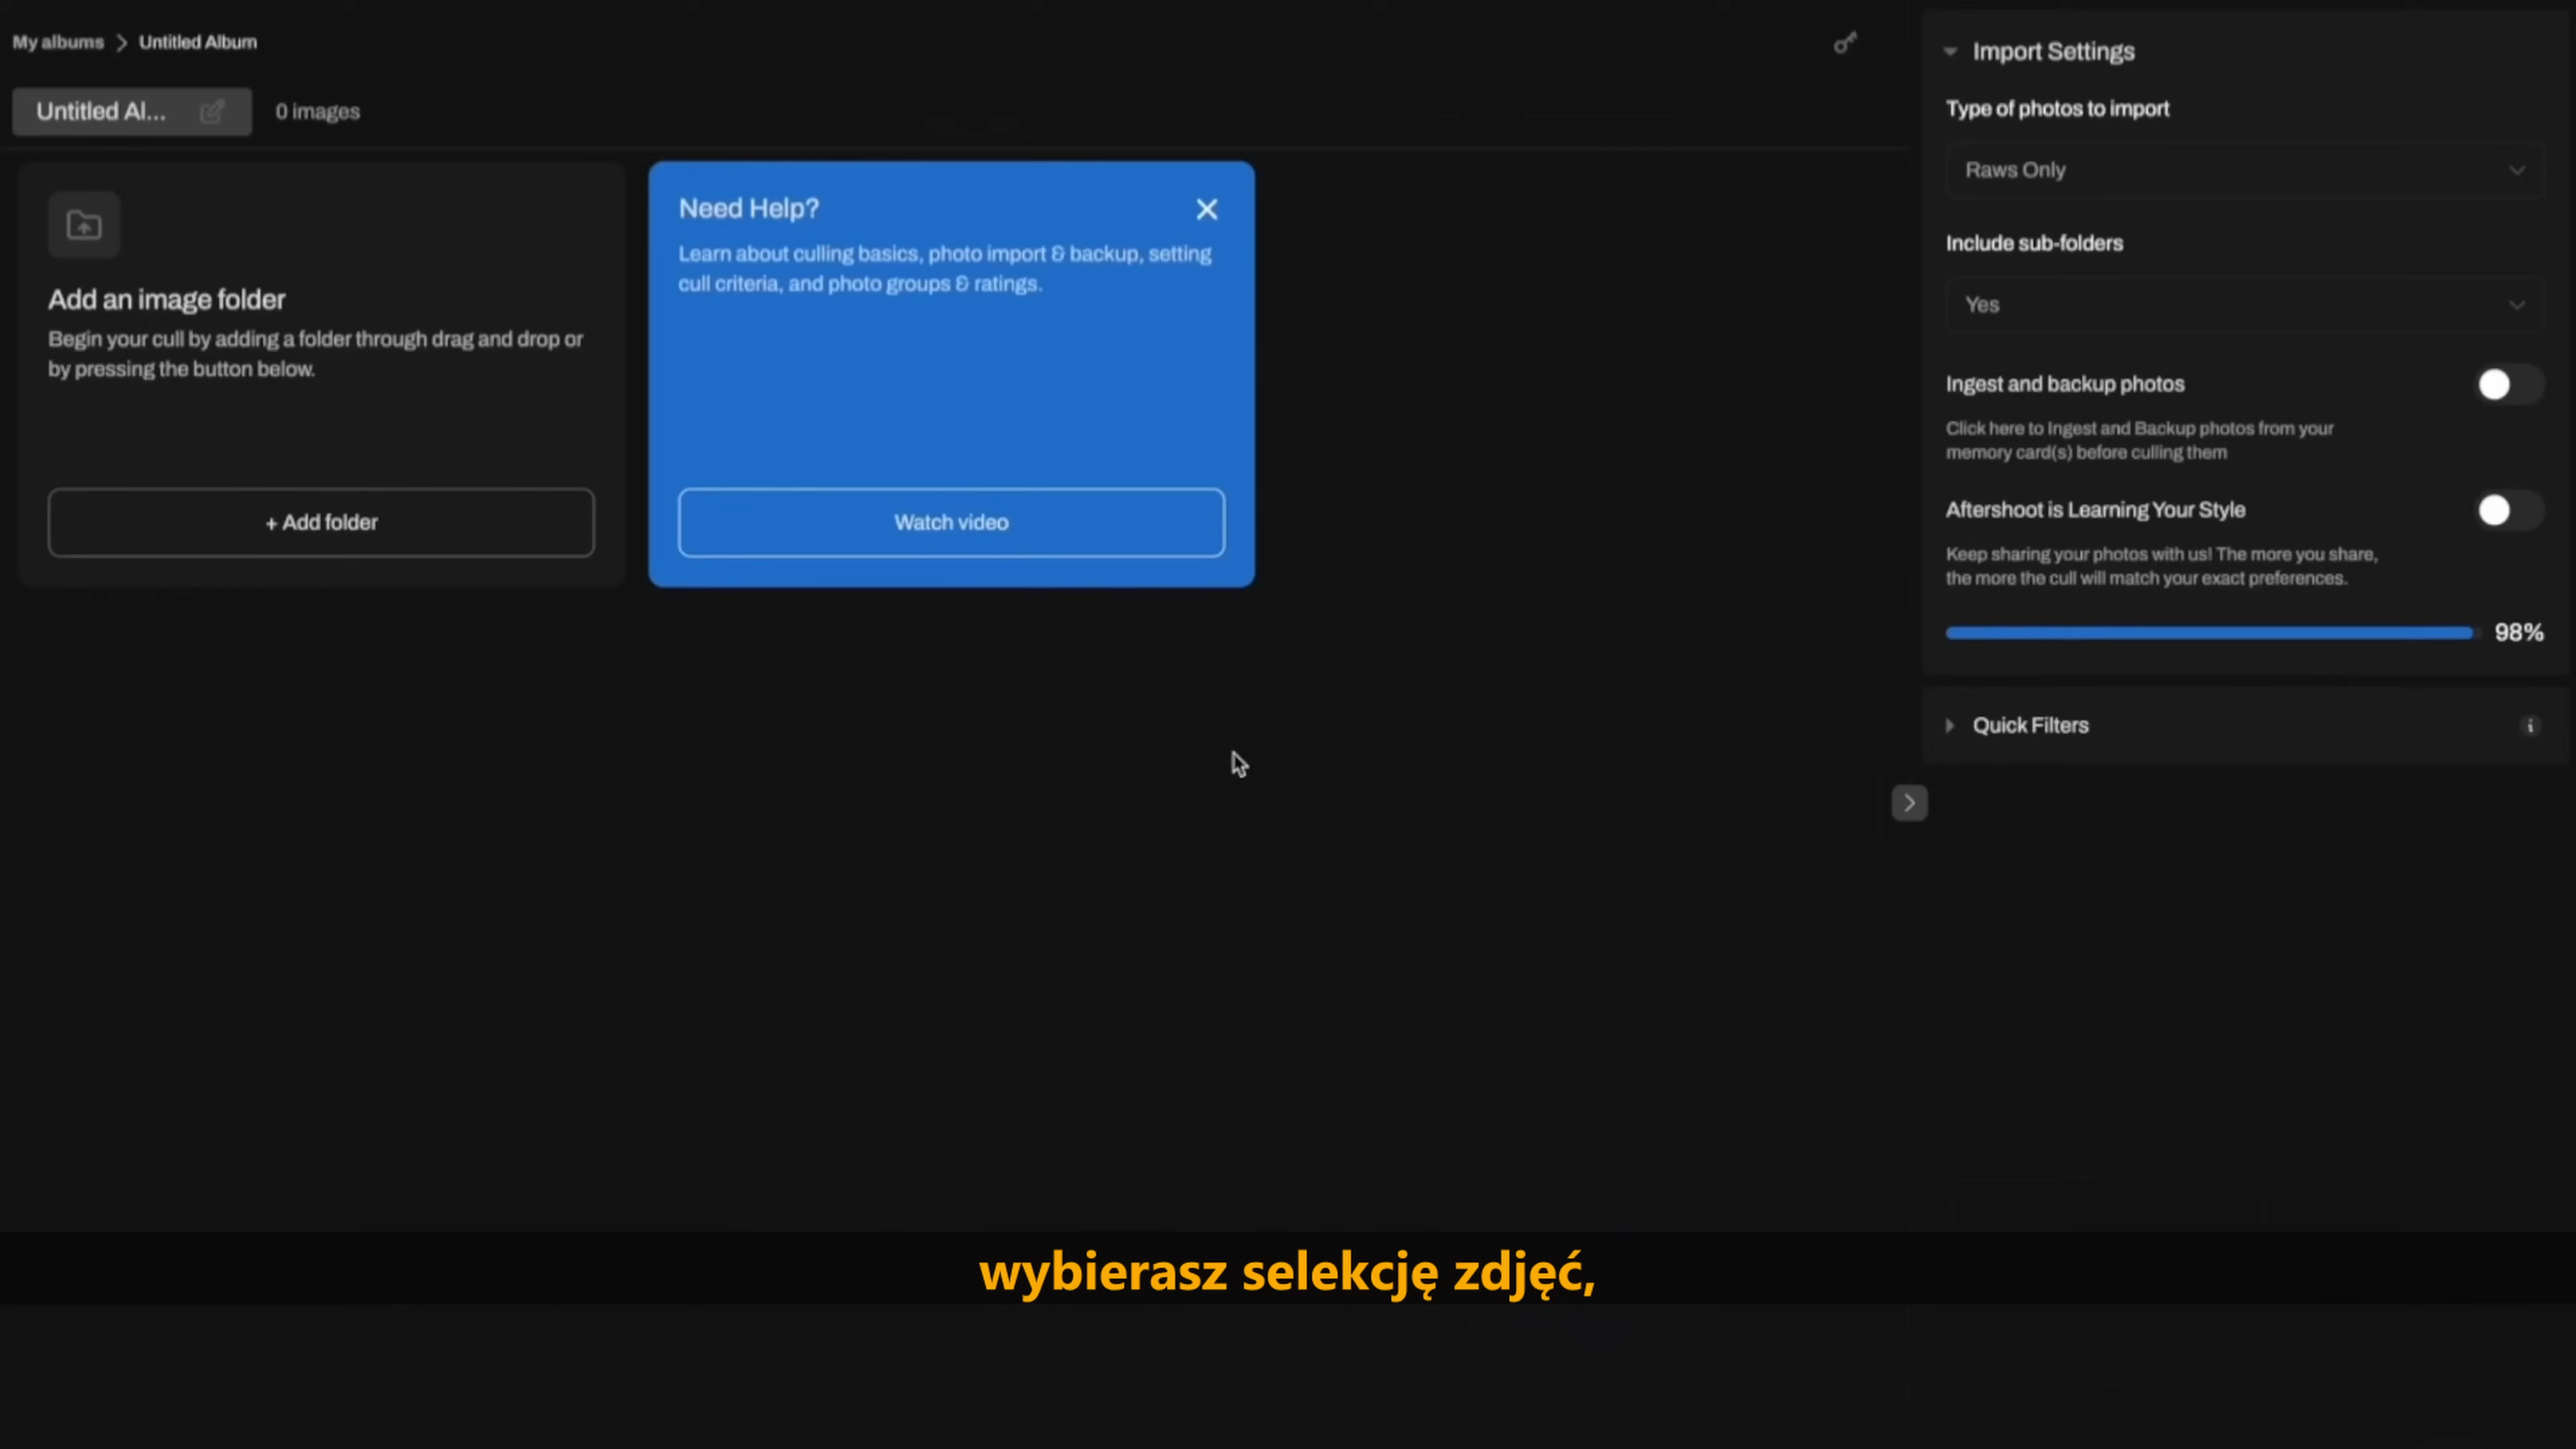 My albums > Untitled Album
Untitled Al... 0 images
Add an image folder
Begin your cull by adding a folder through drag and drop or
by pressing the button below.
+ Add folder
Need Help?
Learn about culling basics, photo import & backup, setting
cull criteria, and photo groups & ratings.
Watch video
Import Settings
Type of photos to import
Raws Only
Include sub-folders
Yes
Ingest and backup photos
Click here to Ingest and Backup photos from your
memory card(s) before culling them
Aftershoot is Learning Your Style
Keep sharing your photos with us! The more you share,
the more the cull will match your exact preferences.
98%
Quick Filters
wybierasz selekcję zdjęć,